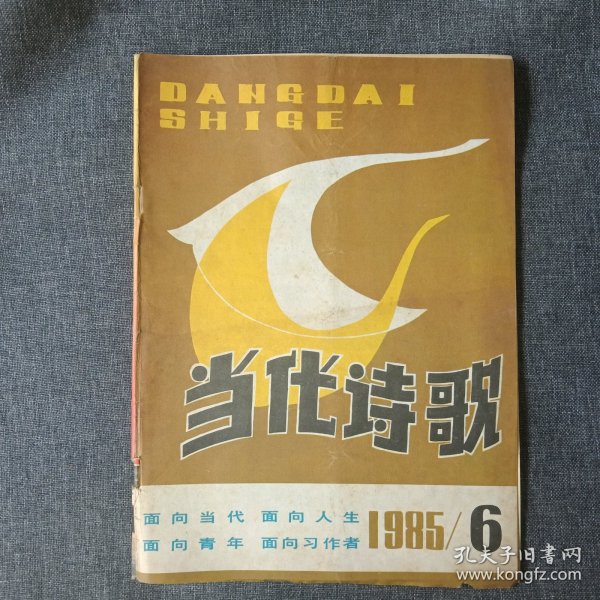 DANGDAI
SHIGE
当代诗歌
面向当代 面向人生
面向青年 面向习作者
1985/6
孔夫子旧书网
www.kongfz.com